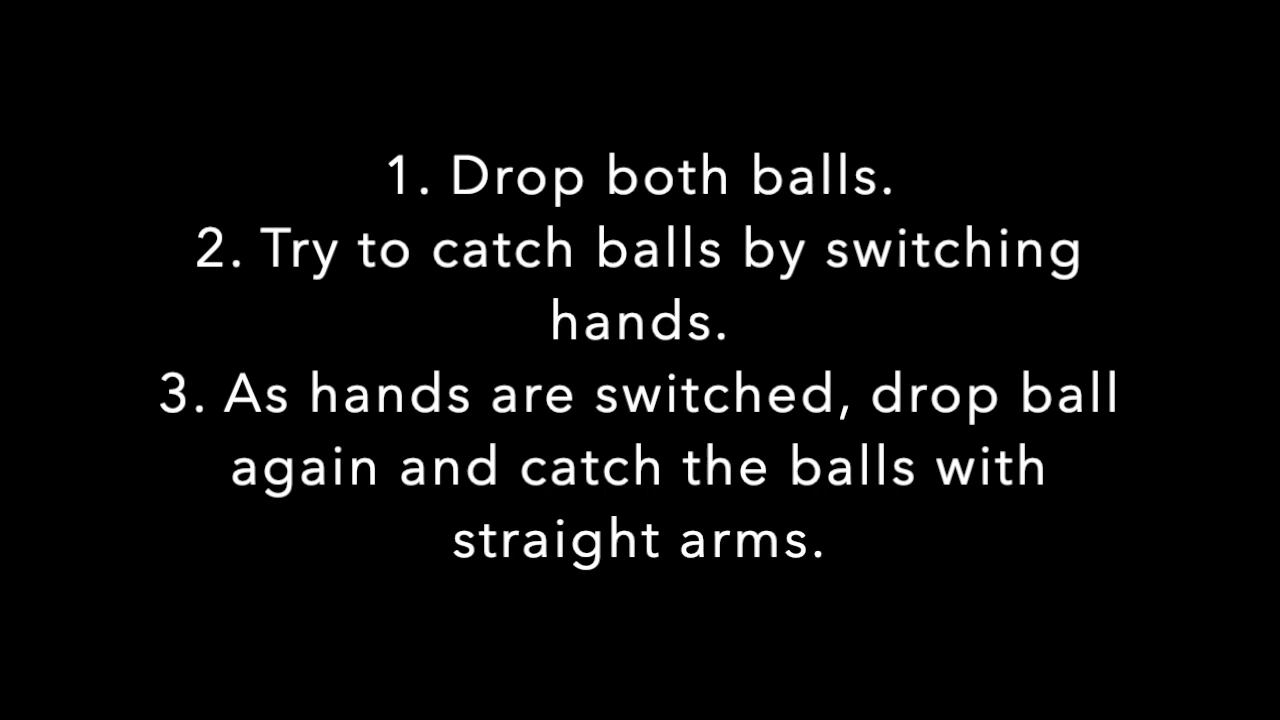 1. Drop both balls.
2. Try to catch balls by switching
hands.
3. As hands are switched, drop ball
again and catch the balls with
straight arms.